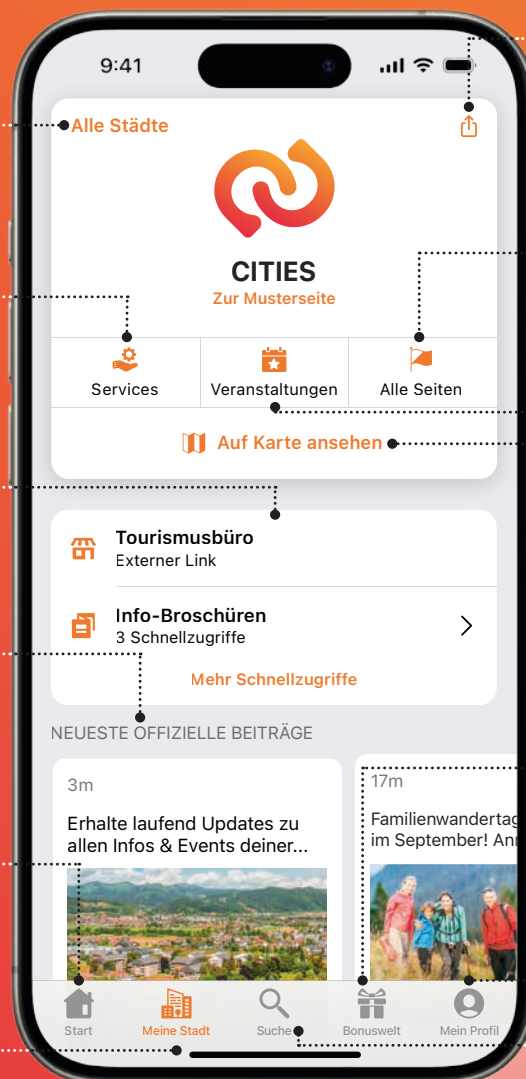 9:41
Alle Städte
CITIES
Zur Musterseite
Services
Veranstaltungen
Alle Seiten
Auf Karte ansehen
Tourismusbüro
Externer Link
Info-Broschüren
3 Schnellzugriffe
Mehr Schnellzugriffe
NEUESTE OFFIZIELLE BEITRÄGE
3m
Erhalte laufend Updates zu
allen Infos & Events deiner...
17m
Familienwandertag
im September!
Start
Meine Stadt
Suche
Bonuswelt
Mein Profil